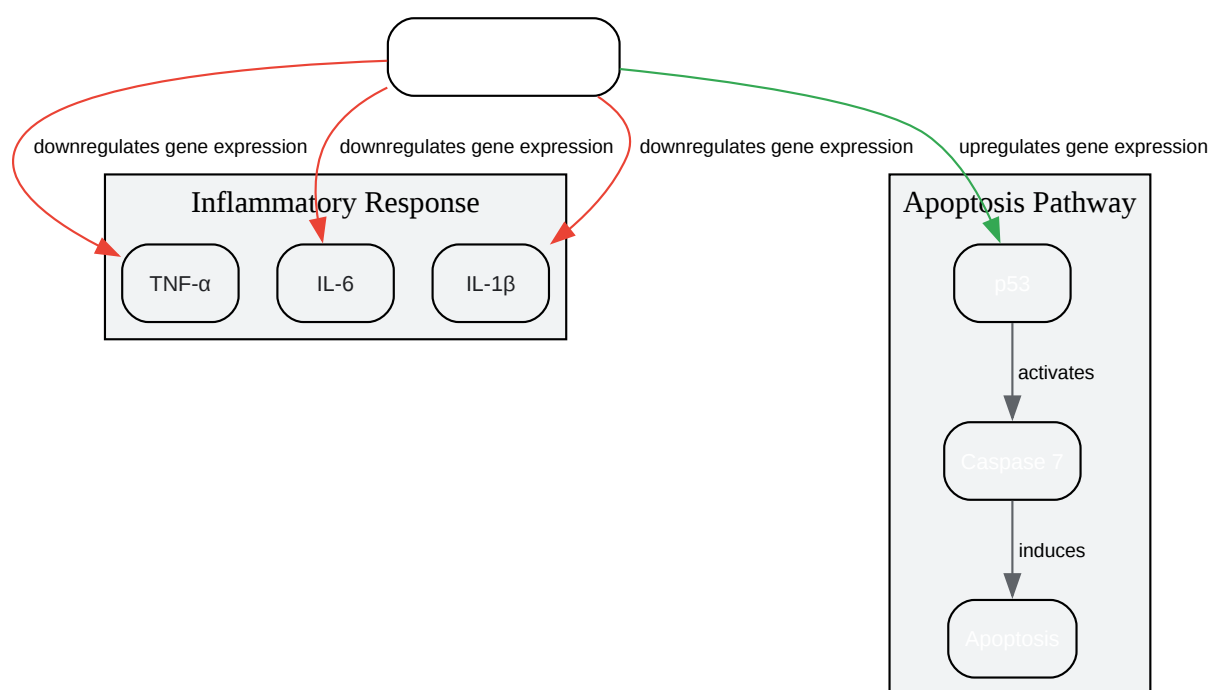 downregulates gene expression
downregulates gene expression
downregulates gene expression
upregulates gene expression
Inflammatory Response
Apoptosis Pathway
TNF-α
IL-6
IL-1β
p53
activates
Caspase 7
induces
Apoptosis